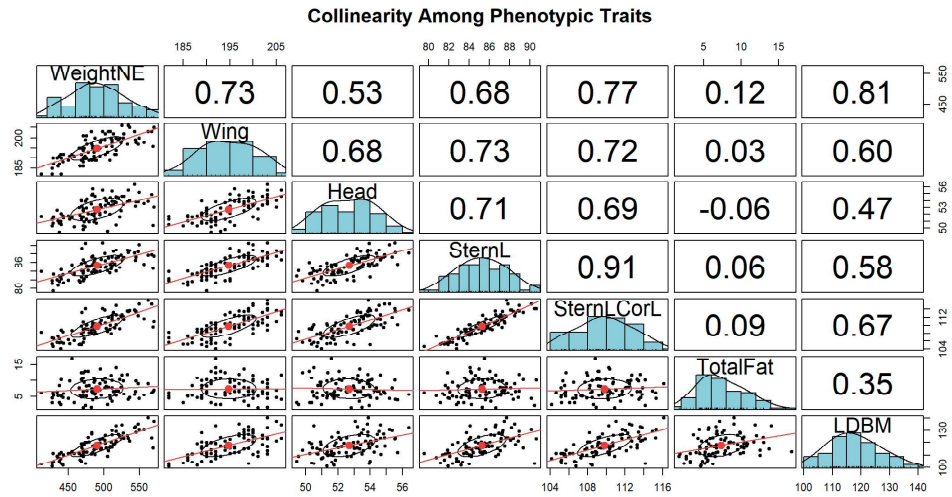 Collinearity Among Phenotypic Traits
185 195 205 80 82 84 86 88 90 5 10 15
WeightNE 0.73 0.53 0.68 0.77 0.12 0.81 450 550
185 200 Wing 0.68 0.73 0.72 0.03 0.60
Head 0.71 0.69 -0.06 0.47 50 53 56
80 SternL 0.91 0.06 0.58
SternLCorL 0.09 0.67 104 112
5 15 TotalFat 0.35
LDBM 100 130
450 500 550 50 52 54 56 104 108 112 116 100 110 120 130 140